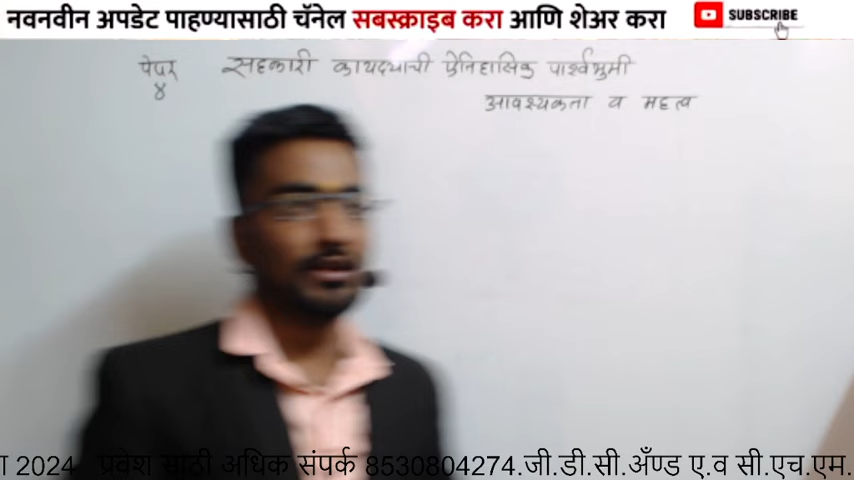 नवनवीन अपडेट पाहण्यासाठी चॅनेल सबस्क्राइब करा आणि शेअर करा SUBSCRIBE
पेपर सहकारी कायद्याची ऐतिहासिक पार्श्वभुमी
४ आवश्यकता व महत्व
2024 प्रवेश साठी अधिक संपर्क 8530804274.जी.डी.सी.अँण्ड ए.व सी.एच.एम.